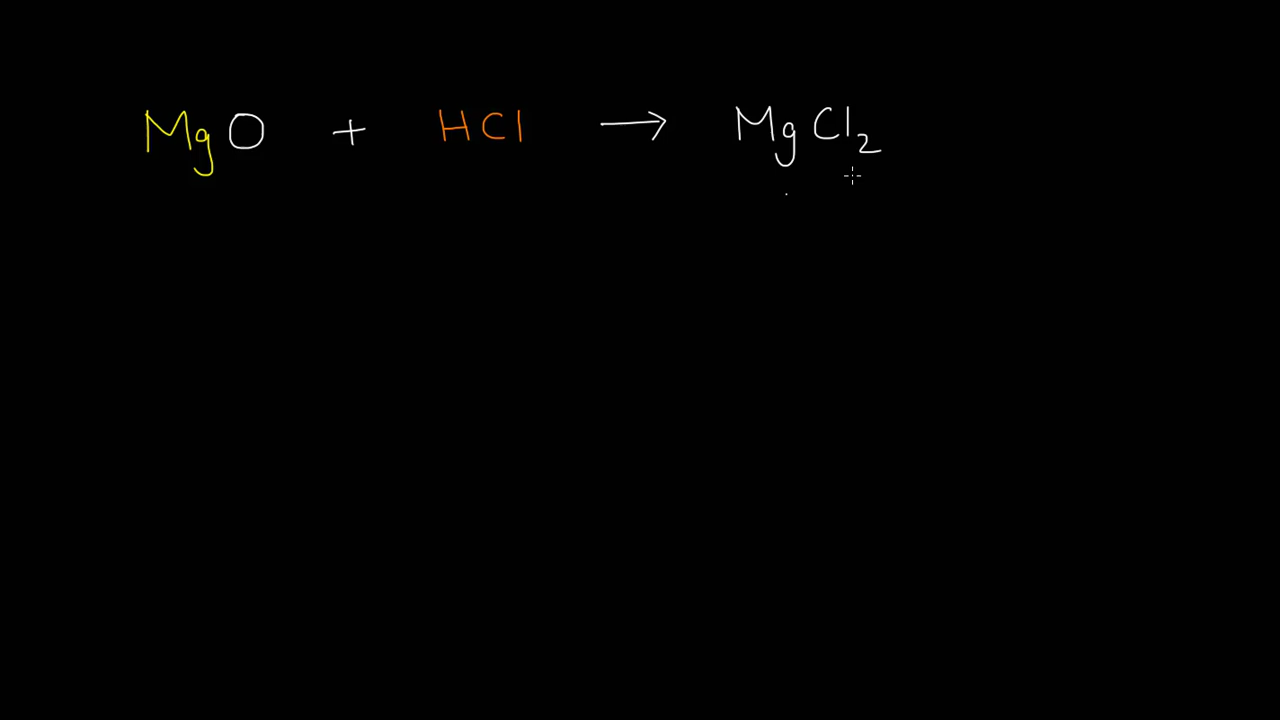 MgO + HCl → MgCl₂